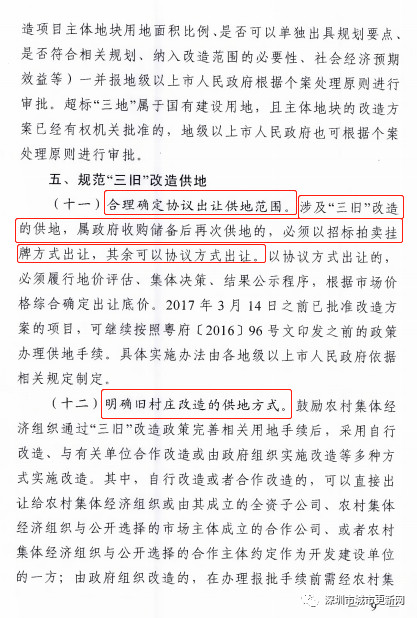 造项目主体地块用地面积比例、是否可以单独出具规划要点、
是否符合相关规划、纳入改造范围的必要性、社会经济预期
效益等）一并报地级以上市人民政府根据个案处理原则进行
审批。超标“三地”属于国有建设用地，且主体地块的改造方
案已经有权机关批准的，地级以上市人民政府也可根据个案
处理原则进行审批。
五、规范“三旧”改造供地
（十一）合理确定协议出让供地范围。涉及“三旧”改造
的供地，属政府收购储备后再次供地的，必须以招标拍卖挂
牌方式出让，其余可以协议方式出让。以协议方式出让的，
必须履行地价评估、集体决策、结果公示程序，根据市场价
格综合确定出让底价。2017年3月14日之前已批准改造方
案的项目，可继续按照粤府〔2016〕96号文印发之前的政策
办理供地手续。具体实施办法由各地级以上市人民政府依据
相关规定制定。
（十二）明确旧村庄改造的供地方式。鼓励农村集体经
济组织通过“三旧”改造政策完善相关用地手续后，采用自行
改造、与有关单位合作改造或由政府组织实施改造等多种方
式实施改造。其中，自行改造或者合作改造的，可以直接出
让给农村集体经济组织或由其成立的全资子公司、农村集体
经济组织与公开选择的市场主体成立的合作公司、或者农村
集体经济组织与公开选择的合作主体约定作为开发建设单位
的一方；由政府组织改造的，在办理报批手续前需经农村集
深圳市城市更新网
9